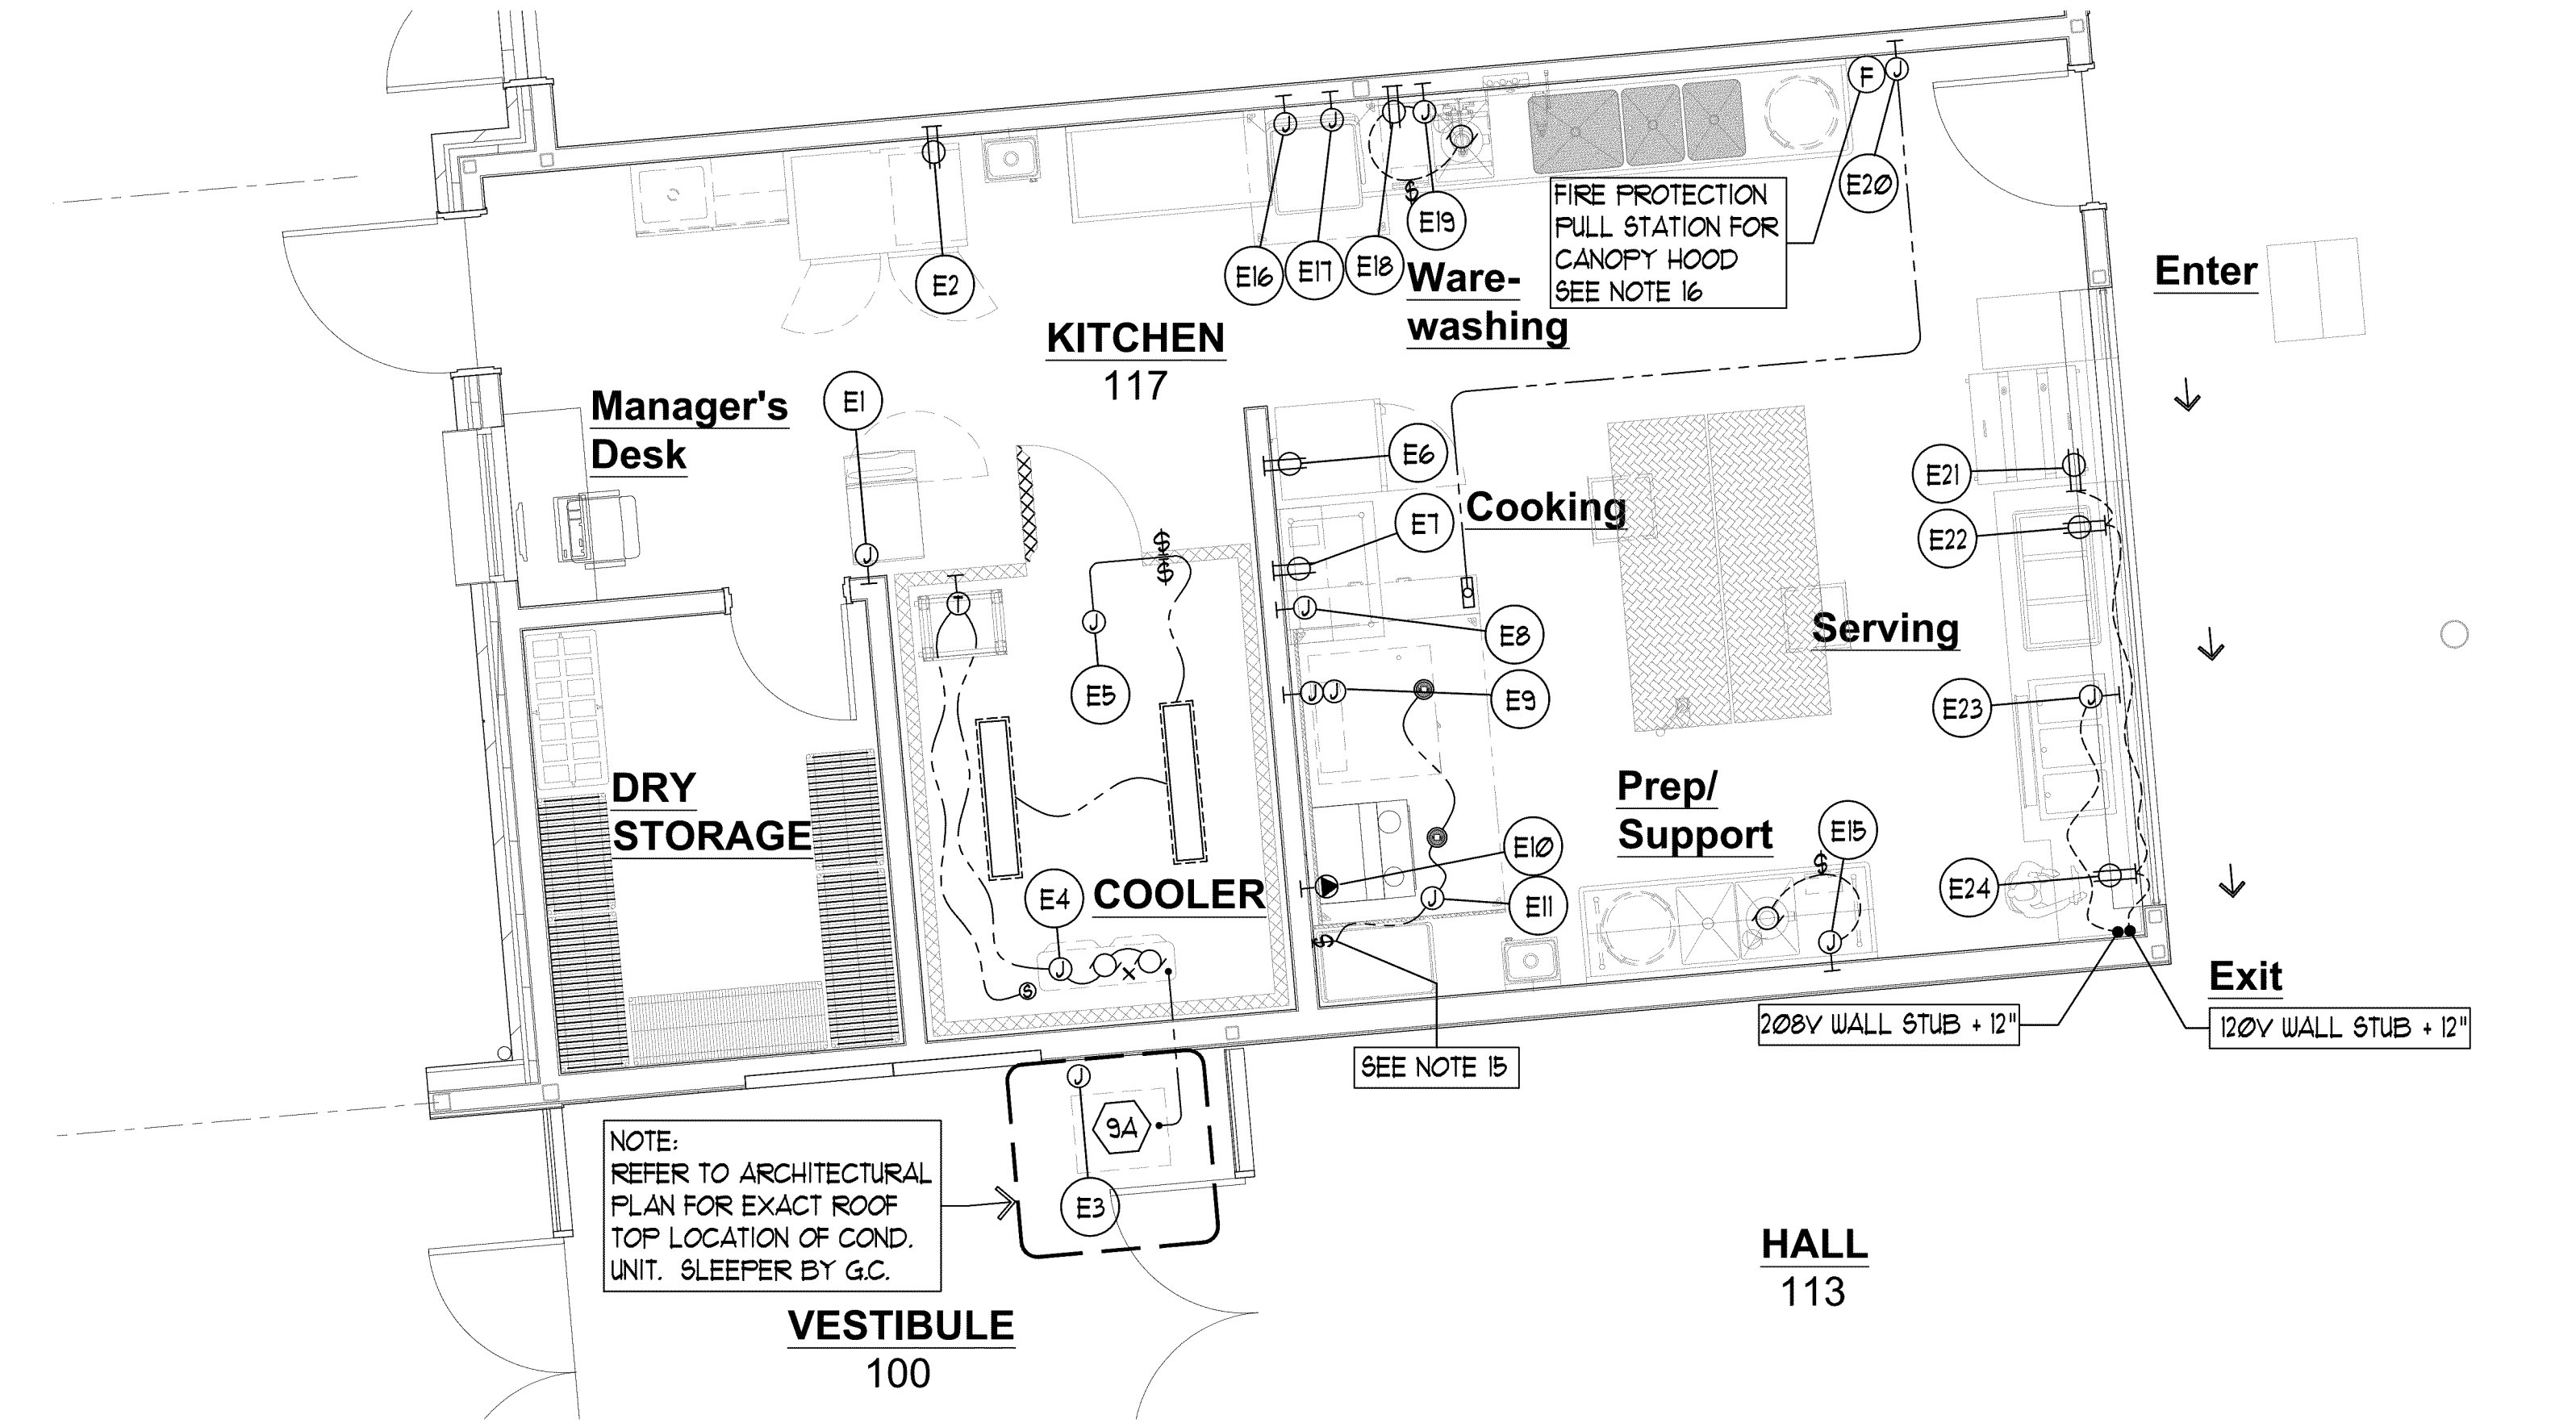 F
J
E20
FIRE PROTECTION
PULL STATION FOR
CANOPY HOOD
SEE NOTE 16
J
J
J
$
E19
E2
E16
E17
E18
Ware-
washing
Enter
KITCHEN
117
E1
Manager's
Desk
J
E6
E7
Cooking
E21
E22
$
$
T
J
J
E8
E5
J J
E9
Serving
J
E23
DRY
STORAGE
Prep/
Support
E15
$
E10
E4
COOLER
J
E11
E24
$
J
J
X
S
Exit
208V WALL STUB + 12"
120V WALL STUB + 12"
SEE NOTE 15
J
9A
E3
NOTE:
REFER TO ARCHITECTURAL
PLAN FOR EXACT ROOF
TOP LOCATION OF COND.
UNIT. SLEEPER BY G.C.
HALL
113
VESTIBULE
100